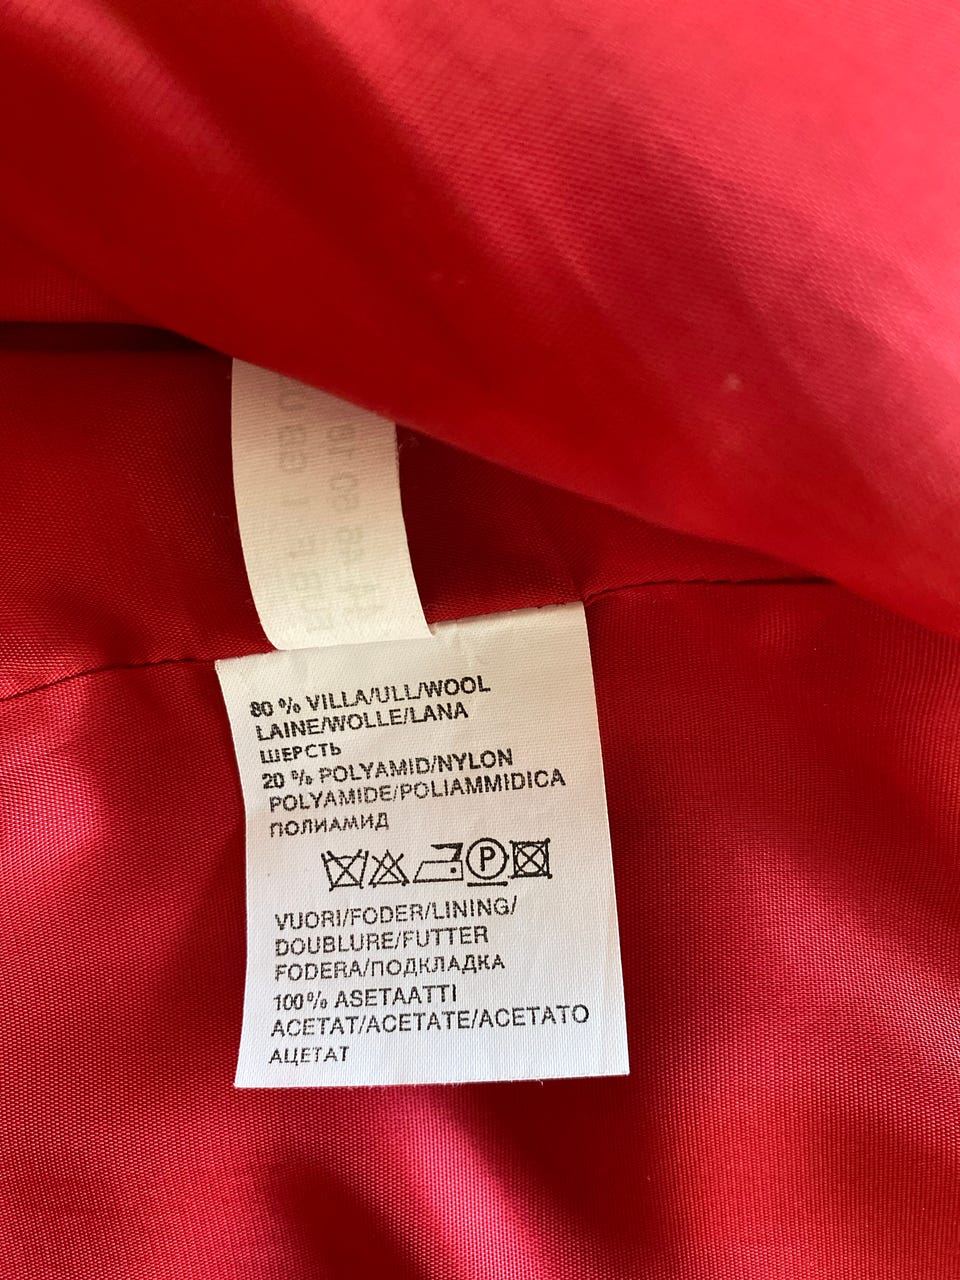 80 % VILLA/ULL/WOOL
LAINE/WOLLE/LANA
ШЕРСТЬ
20 % POLYAMID/NYLON
POLYAMIDE/POLIAMMIDICA
ПОЛИАМИД
P
VUORI/FODER/LINING/
DOUBLURE/FUTTER
FODERA/ПОДКЛАДКА
100% ASETAATTI
ACETAT/ACETATE/ACETATO
АЦЕТАТ